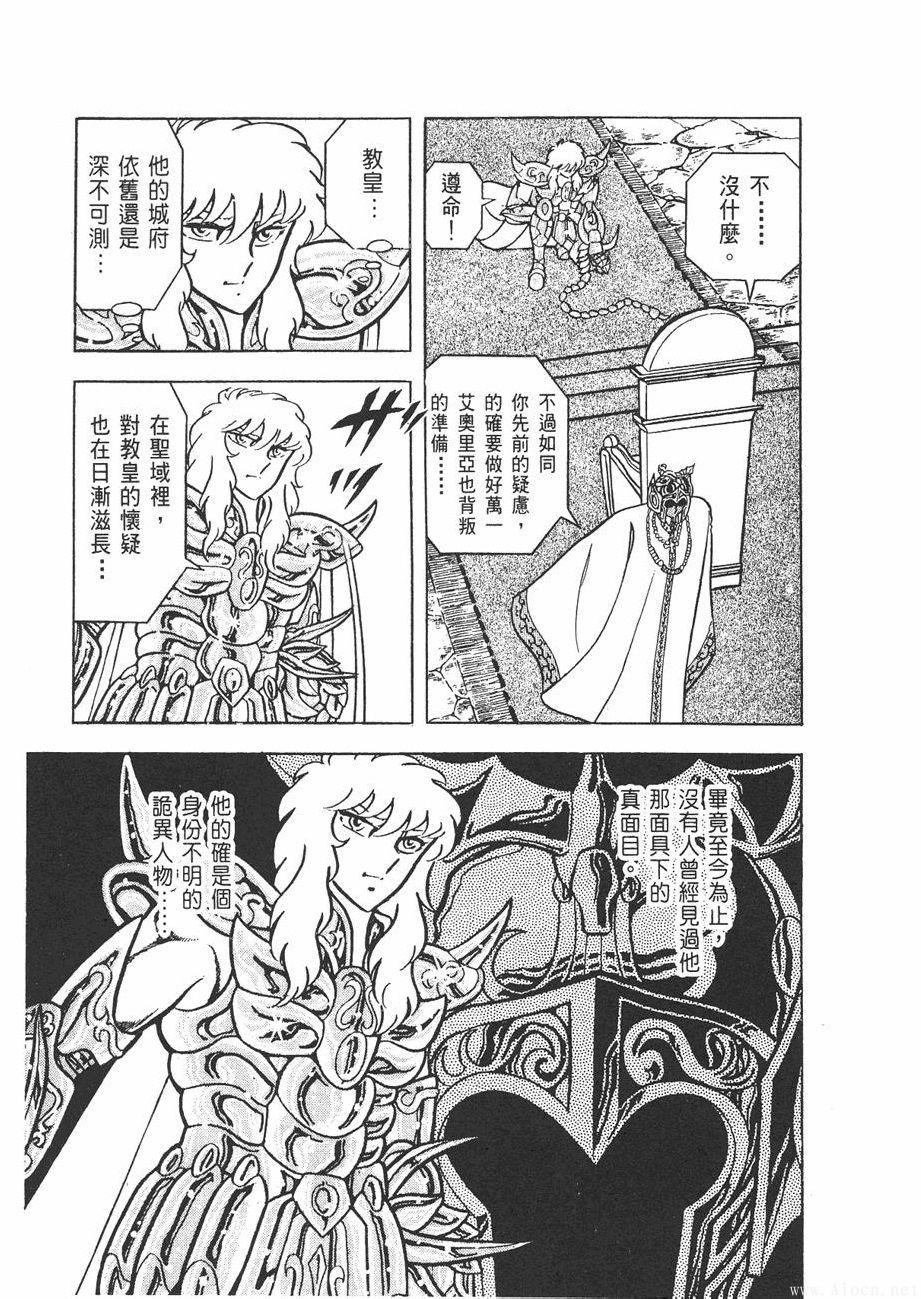 不……
沒什麼。
不過如同
你先前的疑慮，
的確要做好萬一
艾奧里亞也背叛
的準備……
遵命！
教皇…
他的城府
依舊還是
深不可測…
在聖域裡，
對教皇的懷疑
也在日漸滋長…
畢竟至今為止，
沒有人曾經見過他
那面具下的
真面目。
他的確是個
身份不明的
詭異人物……
www.Aiocn.net